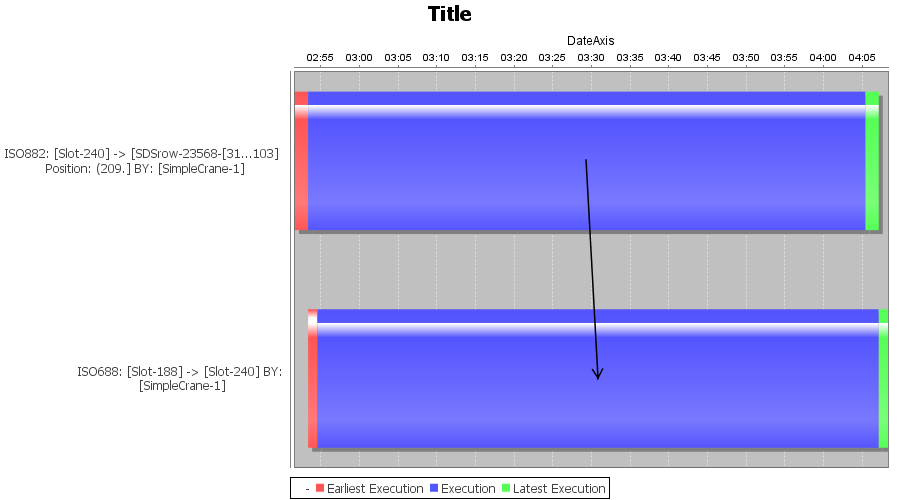 Title
DateAxis
02:55 03:00 03:05 03:10 03:15 03:20 03:25 03:30 03:35 03:40 03:45 03:50 03:55 04:00 04:05
ISO882: [Slot-240] -> [SDSrow-23568-[31...103]
Position: (209.] BY: [SimpleCrane-1]
ISO688: [Slot-188] -> [Slot-240] BY:
[SimpleCrane-1]
- Earliest Execution Execution Latest Execution